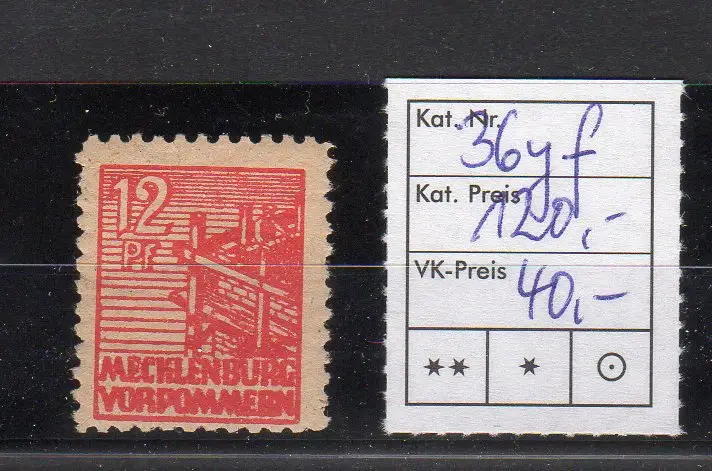 12
Pf
MECKLENBURG
VORPOMMERN
Kat. Nr.
36yf
Kat. Preis
120,-
VK-Preis
40,-